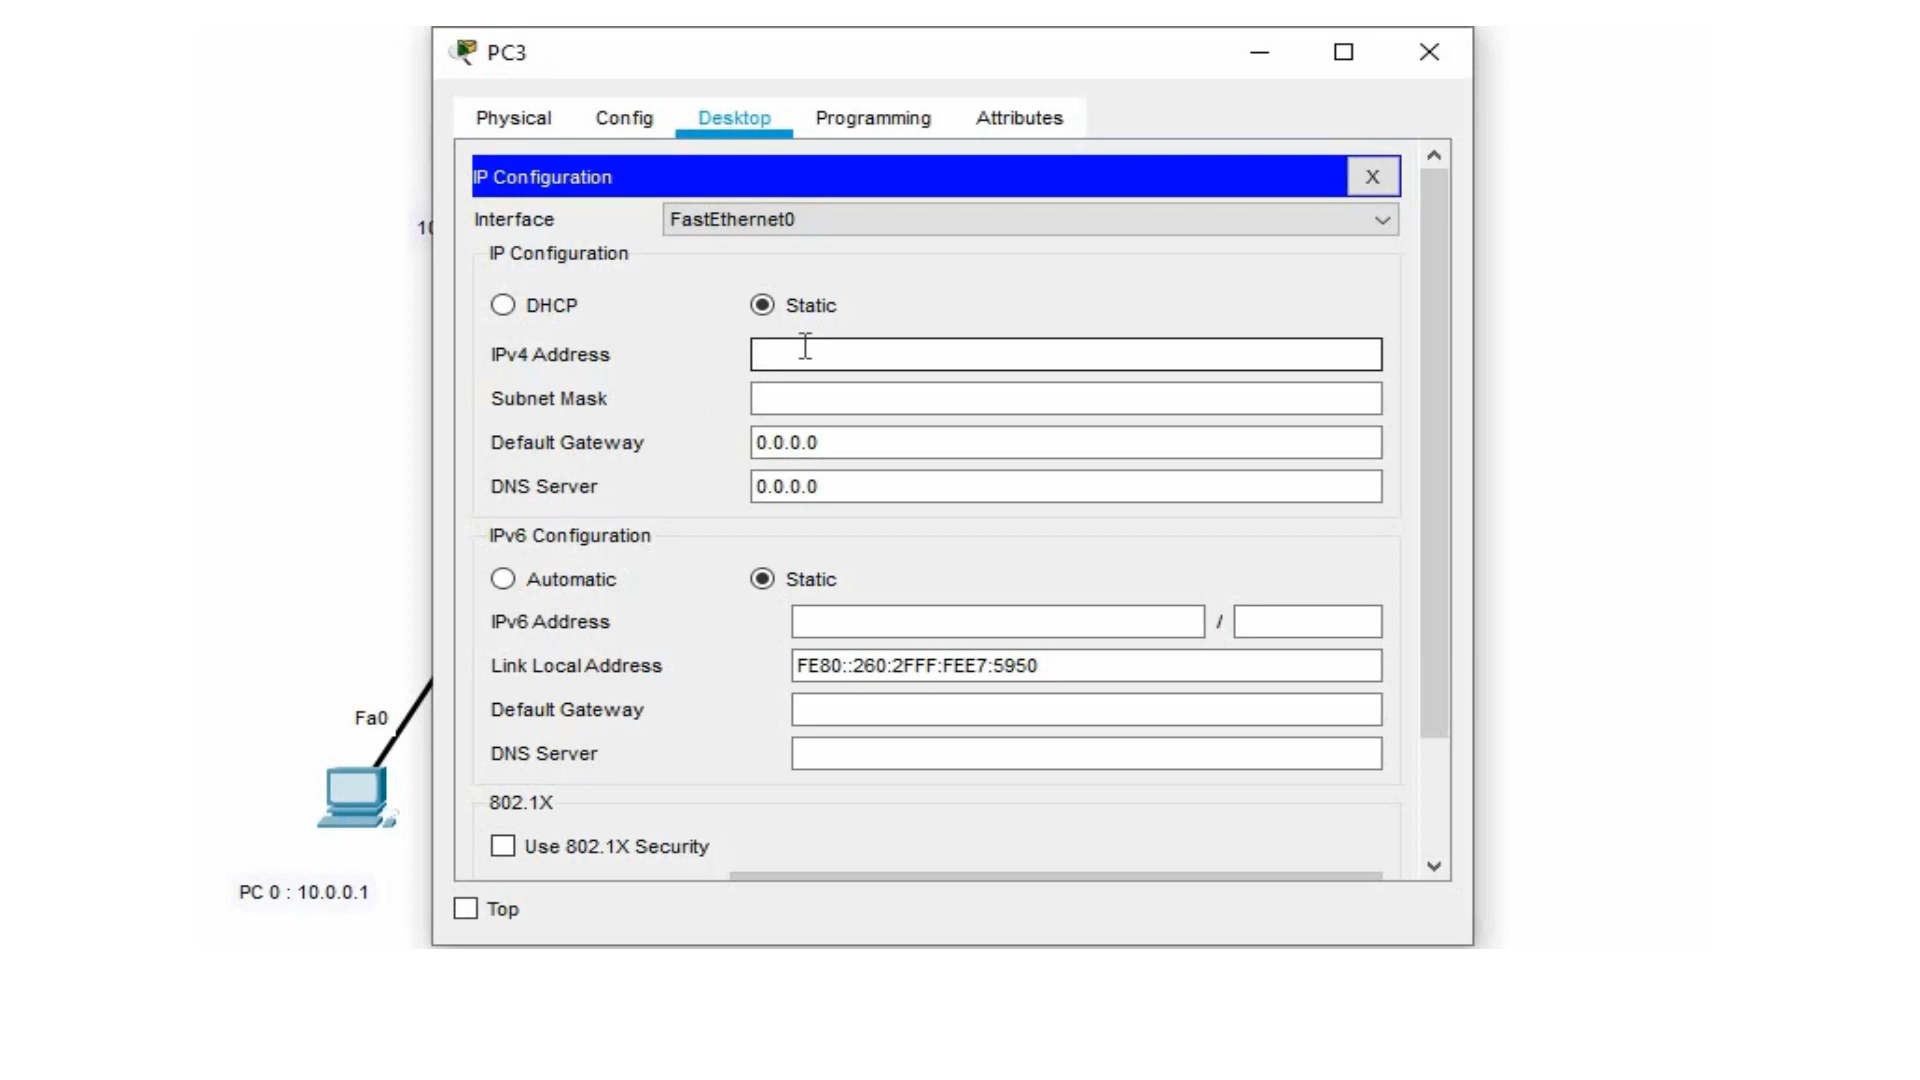 PC3
Physical Config Desktop Programming Attributes
IP Configuration X
Interface FastEthernet0
IP Configuration
DHCP Static
IPv4 Address
Subnet Mask
Default Gateway 0.0.0.0
DNS Server 0.0.0.0
IPv6 Configuration
Automatic Static
IPv6 Address /
Link Local Address FE80::260:2FFF:FEE7:5950
Default Gateway
DNS Server
802.1X
Use 802.1X Security
Top
10
Fa0
PC 0 : 10.0.0.1